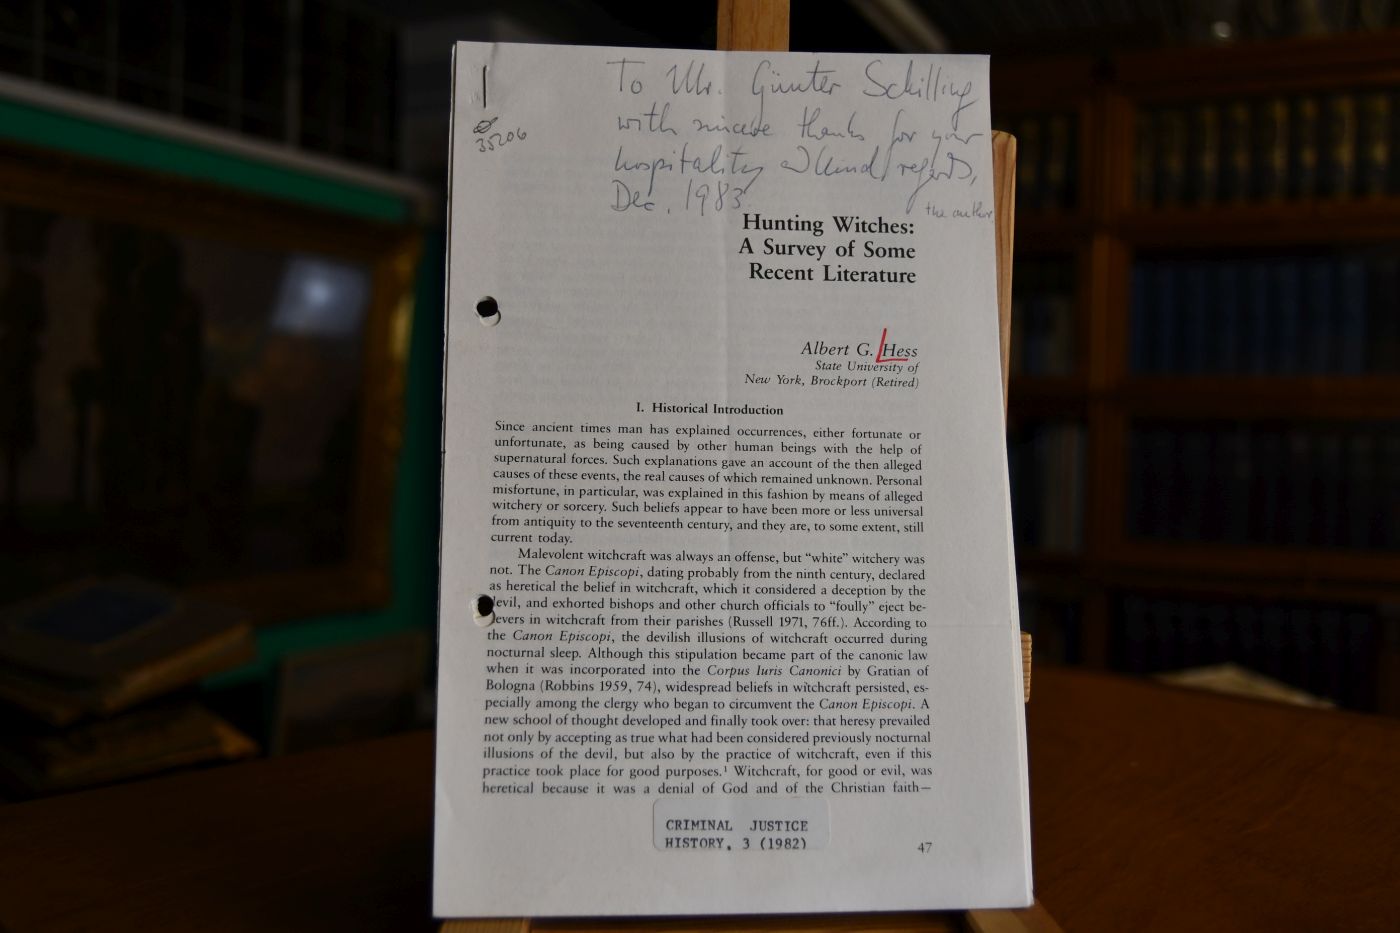 To Mr. Günter Schilling
with sincere thanks for your
hospitality and kind regards,
Dec. 1983.
the author
35206
Hunting Witches:
A Survey of Some
Recent Literature
Albert G. Hess
State University of
New York, Brockport (Retired)
I. Historical Introduction
Since ancient times man has explained occurrences, either fortunate or
unfortunate, as being caused by other human beings with the help of
supernatural forces. Such explanations gave an account of the then alleged
causes of these events, the real causes of which remained unknown. Personal
misfortune, in particular, was explained in this fashion by means of alleged
witchery or sorcery. Such beliefs appear to have been more or less universal
from antiquity to the seventeenth century, and they are, to some extent, still
current today.
Malevolent witchcraft was always an offense, but “white” witchery was
not. The Canon Episcopi, dating probably from the ninth century, declared
as heretical the belief in witchcraft, which it considered a deception by the
devil, and exhorted bishops and other church officials to “foully” eject be-
levers in witchcraft from their parishes (Russell 1971, 76ff.). According to
the Canon Episcopi, the devilish illusions of witchcraft occurred during
nocturnal sleep. Although this stipulation became part of the canonic law
when it was incorporated into the Corpus Iuris Canonici by Gratian of
Bologna (Robbins 1959, 74), widespread beliefs in witchcraft persisted, es-
pecially among the clergy who began to circumvent the Canon Episcopi. A
new school of thought developed and finally took over: that heresy prevailed
not only by accepting as true what had been considered previously nocturnal
illusions of the devil, but also by the practice of witchcraft, even if this
practice took place for good purposes.¹ Witchcraft, for good or evil, was
heretical because it was a denial of God and of the Christian faith—
CRIMINAL JUSTICE
HISTORY, 3 (1982)
47